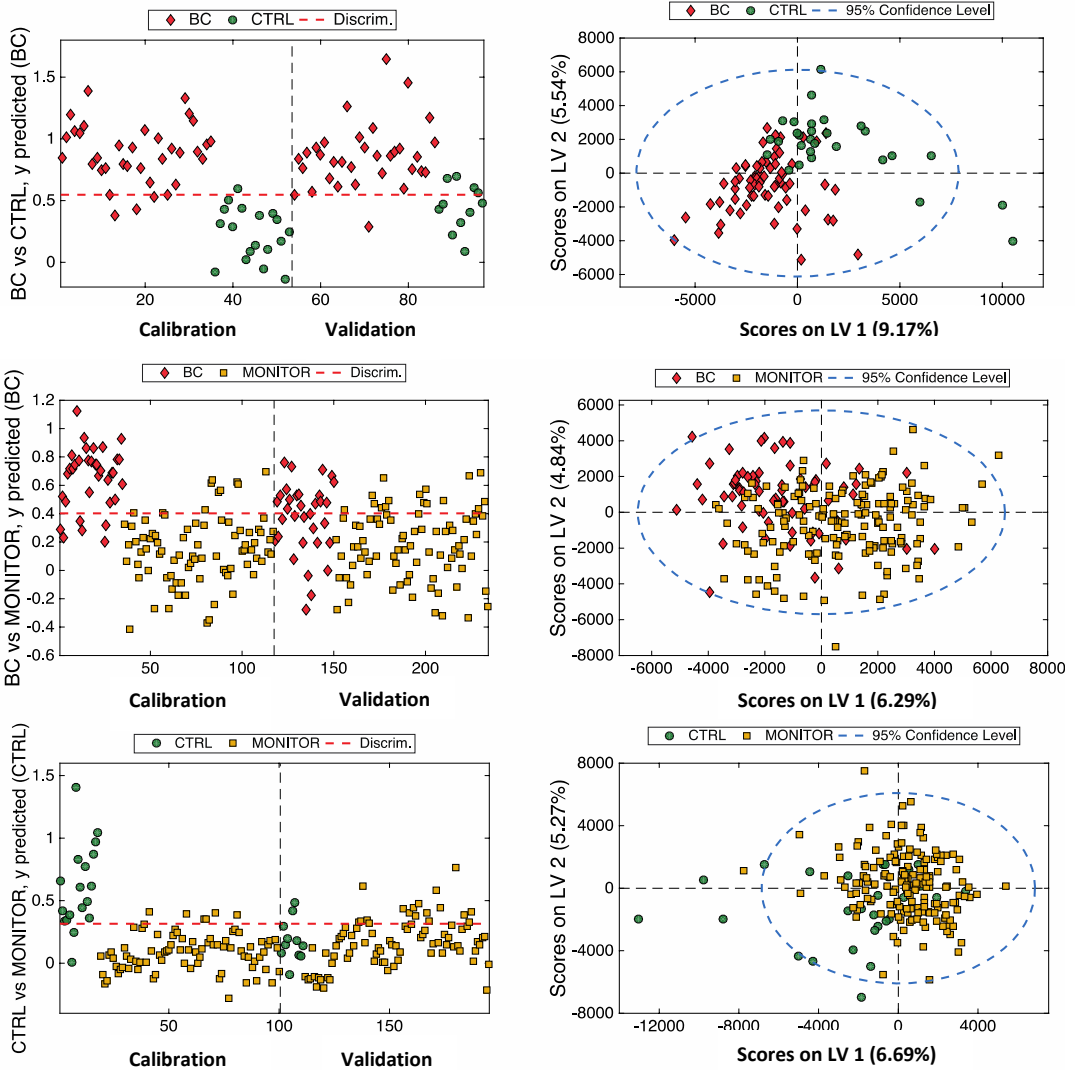 BC CTRL Discrim.
BC vs CTRL, y predicted (BC)
1.5
1
0.5
0
20 40 60 80
Calibration Validation
BC CTRL 95% Confidence Level
Scores on LV 2 (5.54%)
8000
6000
4000
2000
0
-2000
-4000
-6000
-5000 0 5000 10000
Scores on LV 1 (9.17%)
BC MONITOR Discrim.
BC vs MONITOR, y predicted (BC)
1.2
1
0.8
0.6
0.4
0.2
0
-0.2
-0.4
-0.6
50 100 150 200
Calibration Validation
BC MONITOR 95% Confidence Level
Scores on LV 2 (4.84%)
6000
4000
2000
0
-2000
-4000
-6000
-8000
-6000 -4000 -2000 0 2000 4000 6000 8000
Scores on LV 1 (6.29%)
CTRL MONITOR Discrim.
CTRL vs MONITOR, y predicted (CTRL)
1.5
1
0.5
0
50 100 150
Calibration Validation
CTRL MONITOR 95% Confidence Level
Scores on LV 2 (5.27%)
8000
4000
0
-4000
-8000
-12000 -8000 -4000 0 4000
Scores on LV 1 (6.69%)